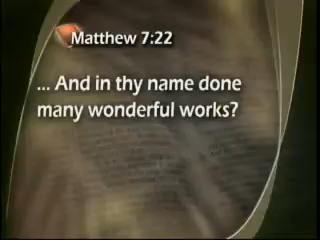 Matthew 7:22
... And in thy name done
many wonderful works?